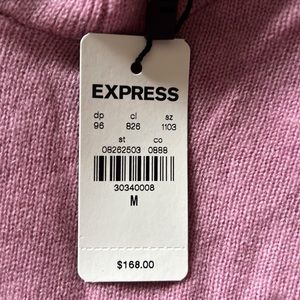 EXPRESS
dp cl sz
96 826 1103
st co
08262503 0888
30340008
M
$168.00